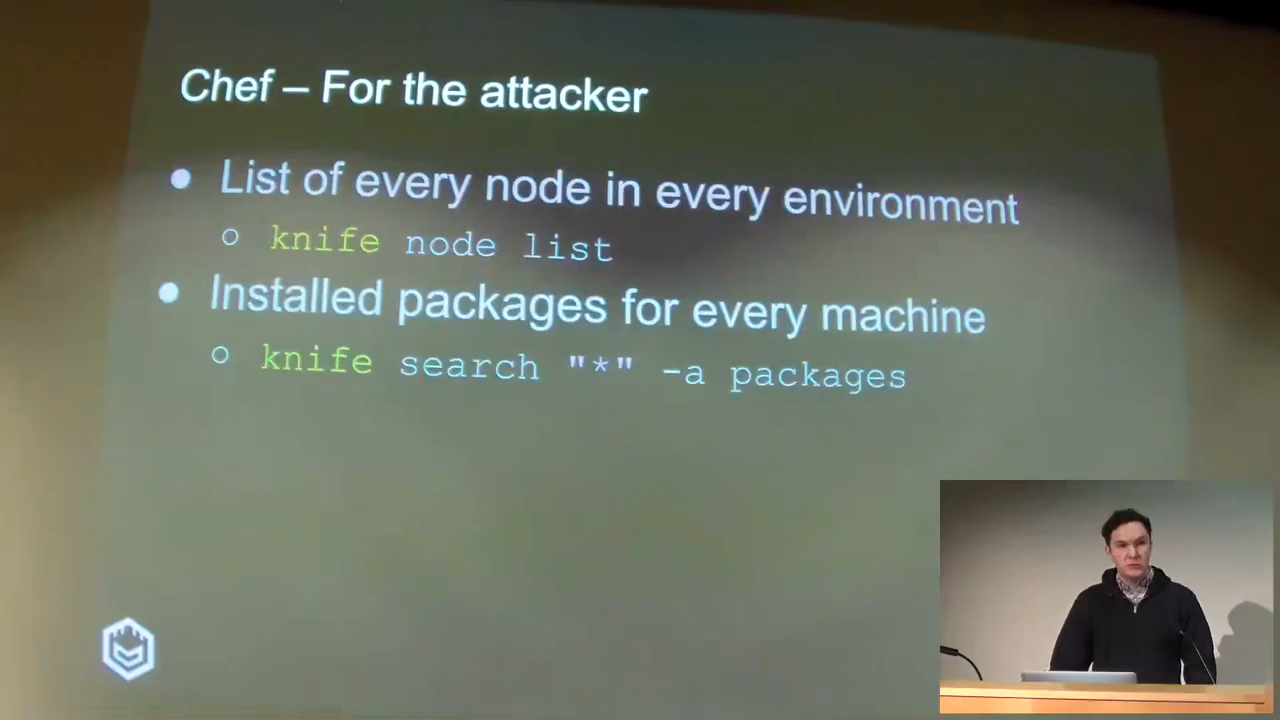 Chef – For the attacker
● List of every node in every environment
○ knife node list
● Installed packages for every machine
○ knife search "*" -a packages